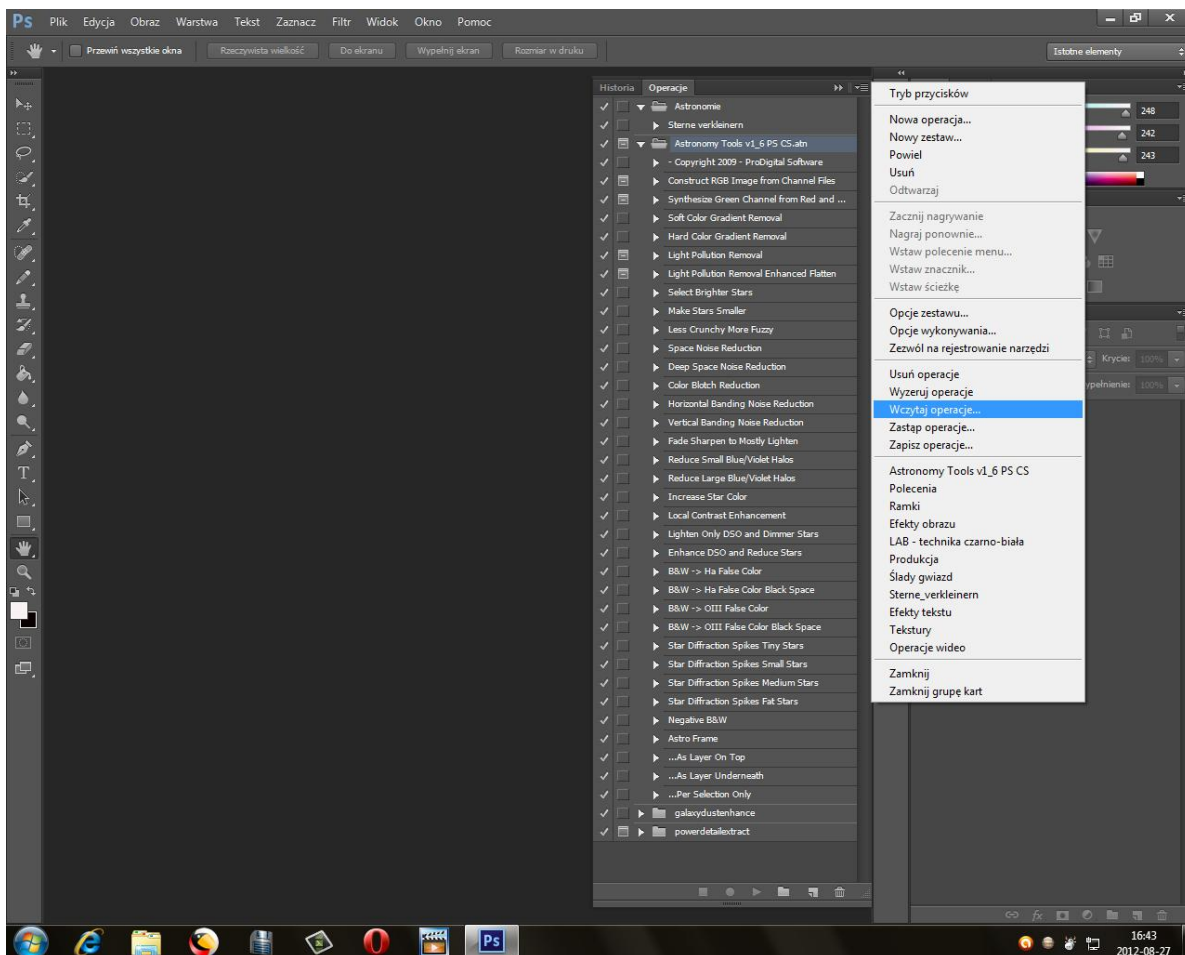 Ps Plik Edycja Obraz Warstwa Tekst Zaznacz Filtr Widok Okno Pomoc
Przewiń wszystkie okna Rzeczywista wielkość Do ekranu Wypełnij ekran Rozmiar w druku Istotne elementy
Historia Operacje
Astronomie
Sterne verkleinern
Astronomy Tools v1_6 PS CS.atn
- Copyright 2009 - ProDigital Software
Construct RGB Image from Channel Files
Synthesize Green Channel from Red and ...
Soft Color Gradient Removal
Hard Color Gradient Removal
Light Pollution Removal
Light Pollution Removal Enhanced Flatten
Select Brighter Stars
Make Stars Smaller
Less Crunchy More Fuzzy
Space Noise Reduction
Deep Space Noise Reduction
Color Blotch Reduction
Horizontal Banding Noise Reduction
Vertical Banding Noise Reduction
Fade Sharpen to Mostly Lighten
Reduce Small Blue/Violet Halos
Reduce Large Blue/Violet Halos
Increase Star Color
Local Contrast Enhancement
Lighten Only DSO and Dimmer Stars
Enhance DSO and Reduce Stars
B&W -> Ha False Color
B&W -> Ha False Color Black Space
B&W -> OIII False Color
B&W -> OIII False Color Black Space
Star Diffraction Spikes Tiny Stars
Star Diffraction Spikes Small Stars
Star Diffraction Spikes Medium Stars
Star Diffraction Spikes Fat Stars
Negative B&W
Astro Frame
...As Layer On Top
...As Layer Underneath
...Per Selection Only
galaxydustenhance
powerdetailextract
Tryb przycisków
Nowa operacja...
Nowy zestaw...
Powiel
Usuń
Odtwarzaj
Zacznij nagrywanie
Nagraj ponownie...
Wstaw polecenie menu...
Wstaw znacznik...
Wstaw ścieżkę
Opcje zestawu...
Opcje wykonywania...
Zezwól na rejestrowanie narzędzi
Usuń operacje
Wyzeruj operacje
Wczytaj operacje...
Zastąp operacje...
Zapisz operacje...
Astronomy Tools v1_6 PS CS
Polecenia
Ramki
Efekty obrazu
LAB - technika czarno-biała
Produkcja
Ślady gwiazd
Sterne_verkleinern
Efekty tekstu
Tekstury
Operacje wideo
Zamknij
Zamknij grupę kart
248
242
243
Krycie: 100%
ypełnienie: 100%
fx
Ps
16:43
2012-08-27